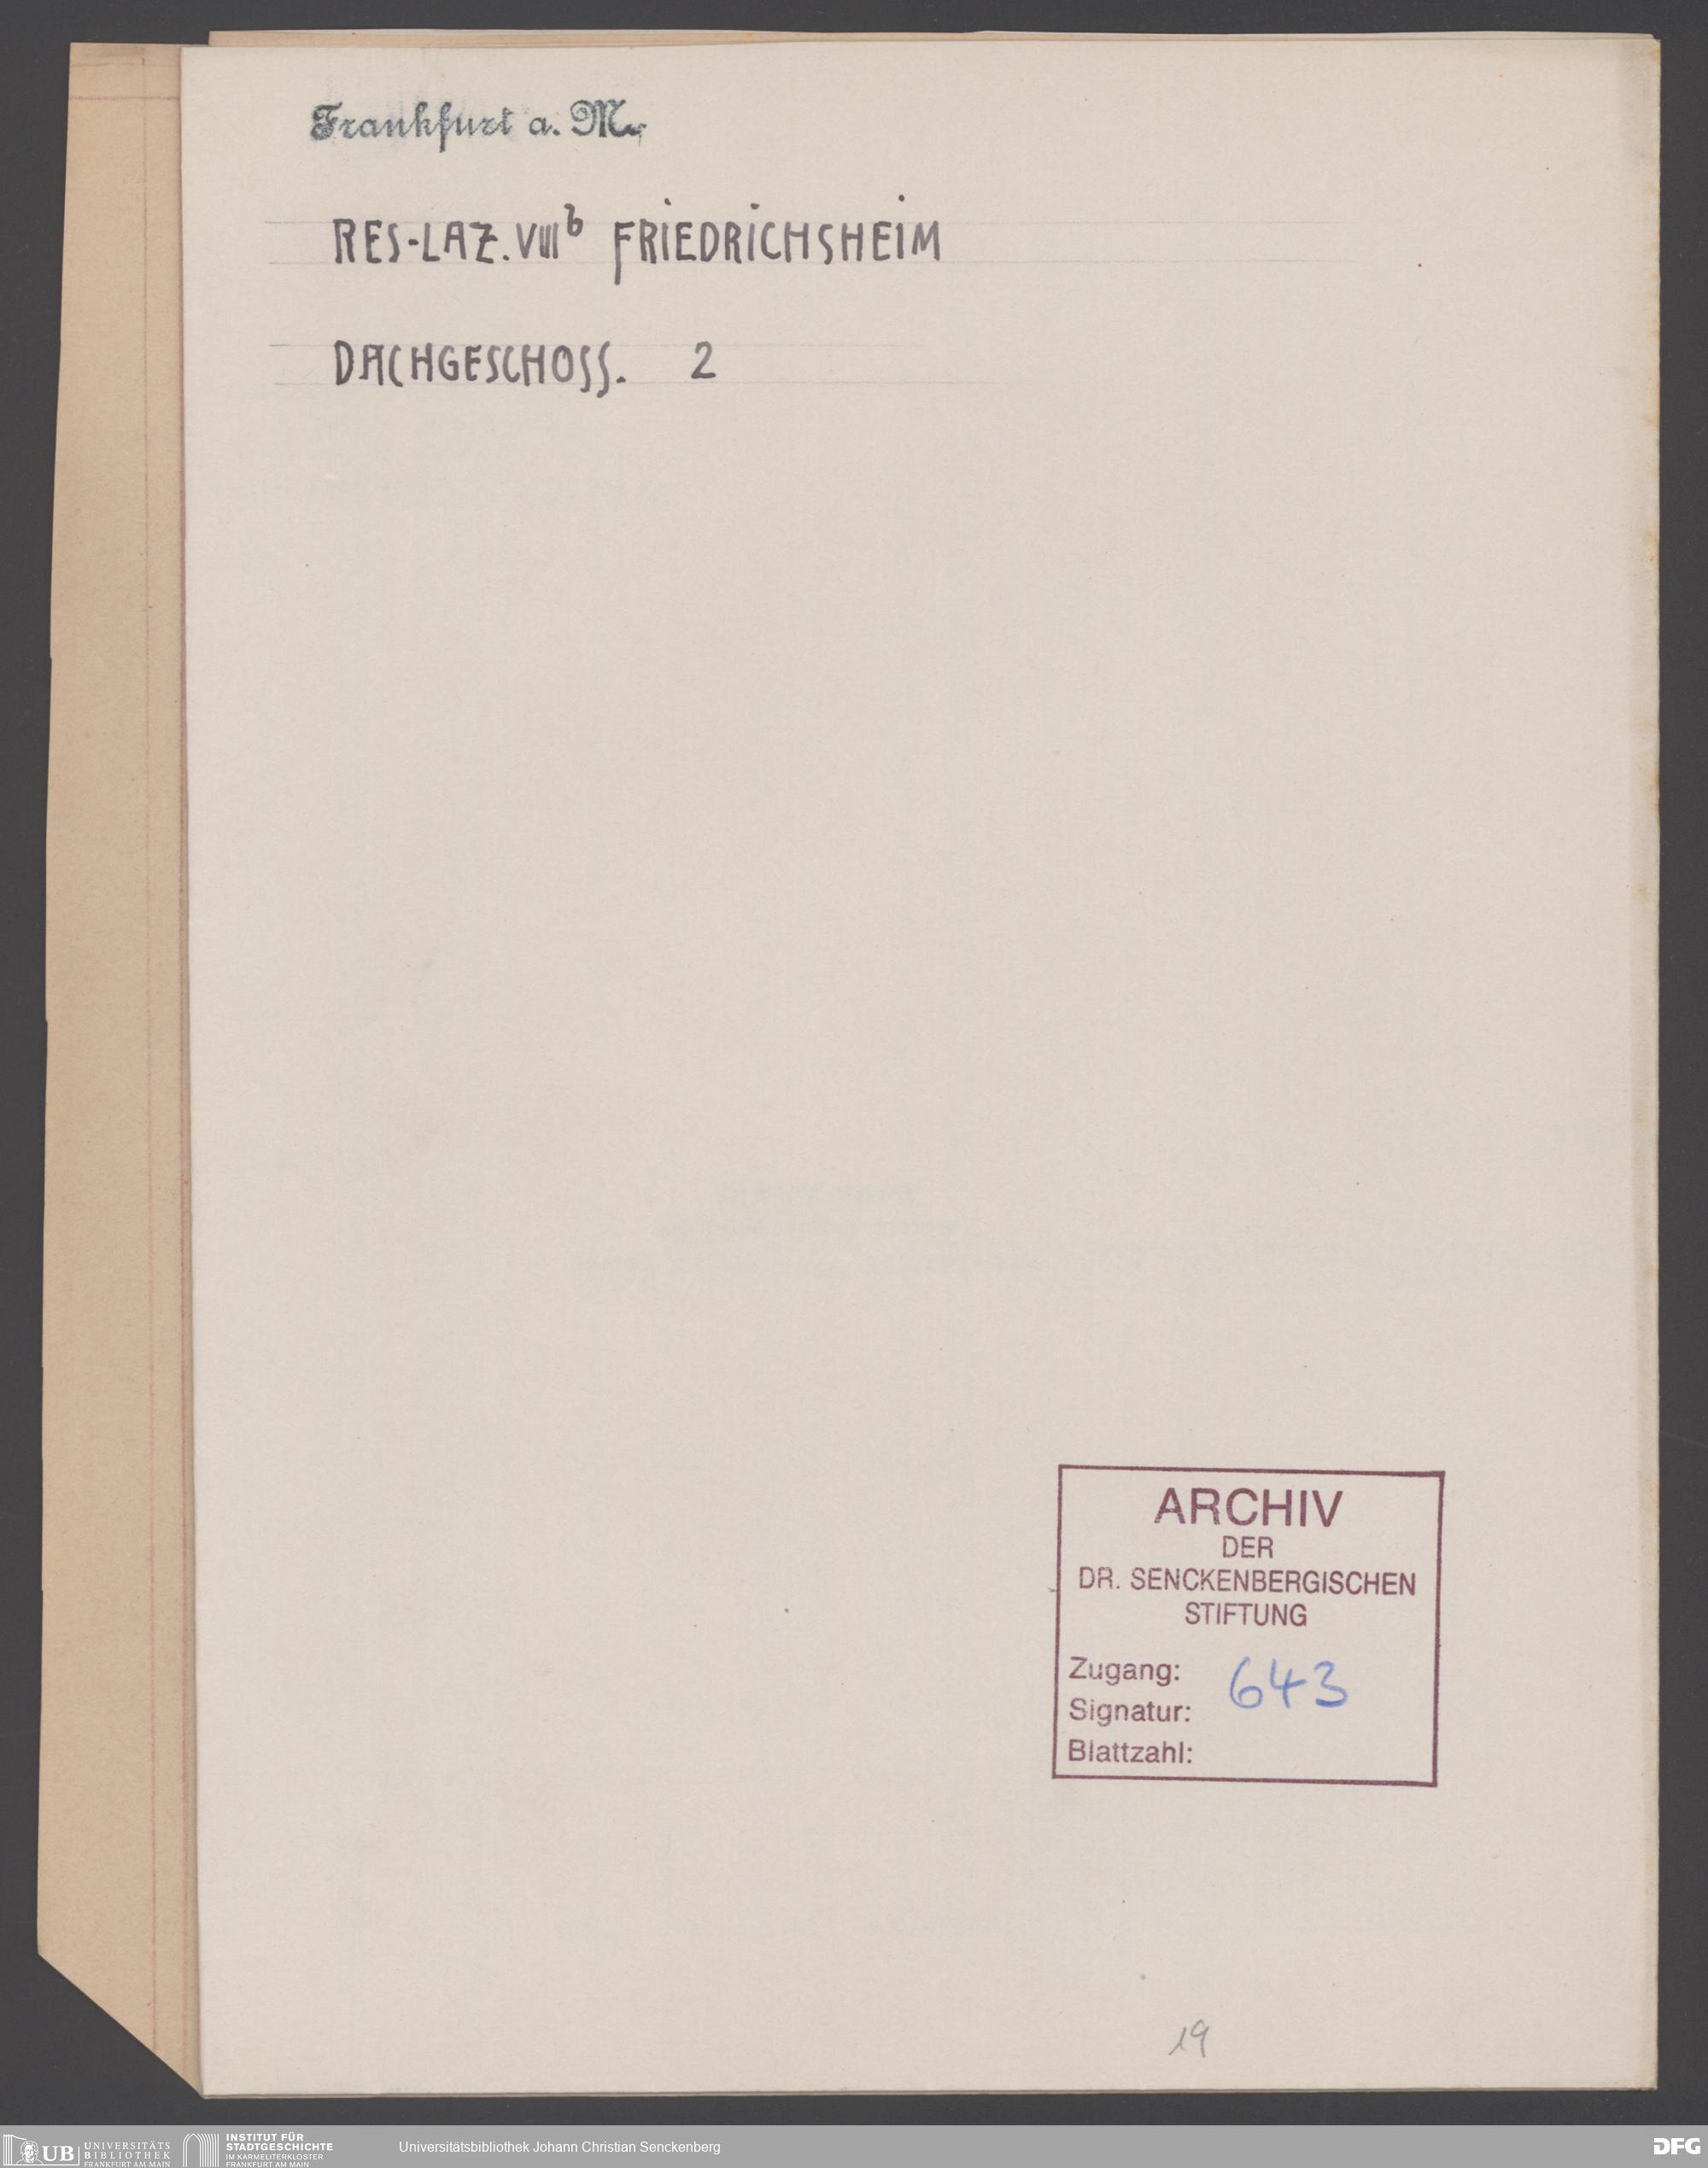 Frankfurt a. M.
RES-LAZ. VIII b FRIEDRICHSHEIM
DACHGESCHOSS. 2
ARCHIV
DER
DR. SENCKENBERGISCHEN
STIFTUNG
Zugang: 643
Signatur:
Blattzahl:
19
UB UNIVERSITÄTS
BIBLIOTHEK
FRANKFURT AM MAIN
INSTITUT FÜR
STADTGESCHICHTE
IM KARMELITERKLOSTER
FRANKFURT AM MAIN
Universitätsbibliothek Johann Christian Senckenberg
DFG